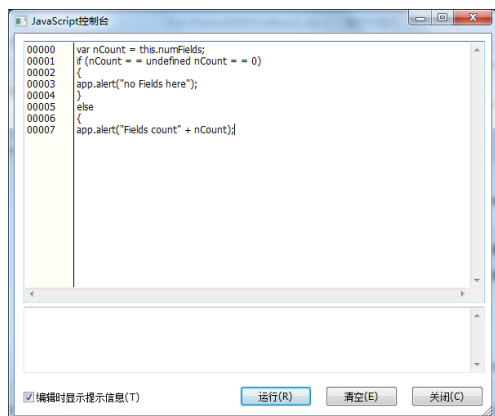 JavaScript控制台
00000 var nCount = this.numFields;
00001 if (nCount = = undefined nCount = = 0)
00002 {
00003 app.alert("no Fields here");
00004 }
00005 else
00006 {
00007 app.alert("Fields count" + nCount);
编辑时显示提示信息(T)
运行(R)
清空(E)
关闭(C)